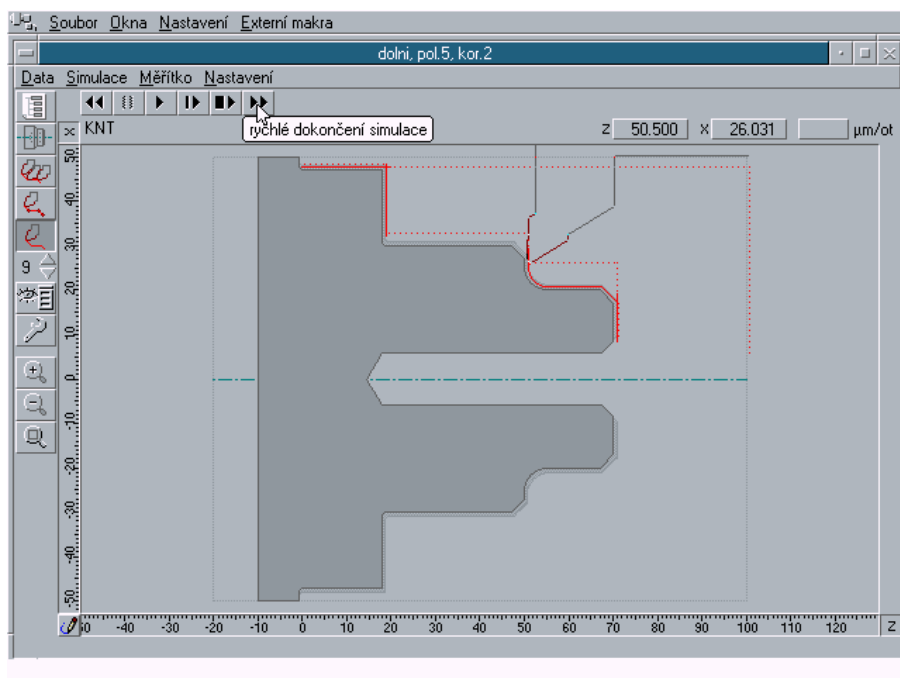 Soubor Okna Nastavení Externí makra
dolni, pol.5, kor.2
Data Simulace Měřítko Nastavení
KNT
rychlé dokončení simulace
z 50.500 x 26.031 µm/ot
50
40
30
20
10
0
-10
-20
-30
-40
-50
9
-40 -30 -20 -10 0 10 20 30 40 50 60 70 80 90 100 110 120 Z